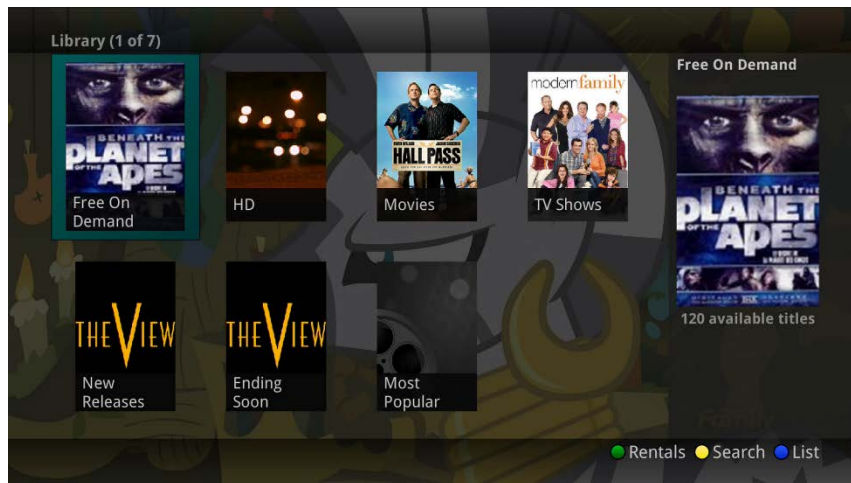 Library (1 of 7)
Free On Demand
BENEATH THE
PLANET
OF THE
APES
Free On
Demand
HD
HALL PASS
Movies
modern family
TV Shows
BENEATH THE
PLANET
OF THE
APES
120 available titles
THE VIEW
New
Releases
THE VIEW
Ending
Soon
Most
Popular
Family
Rentals Search List